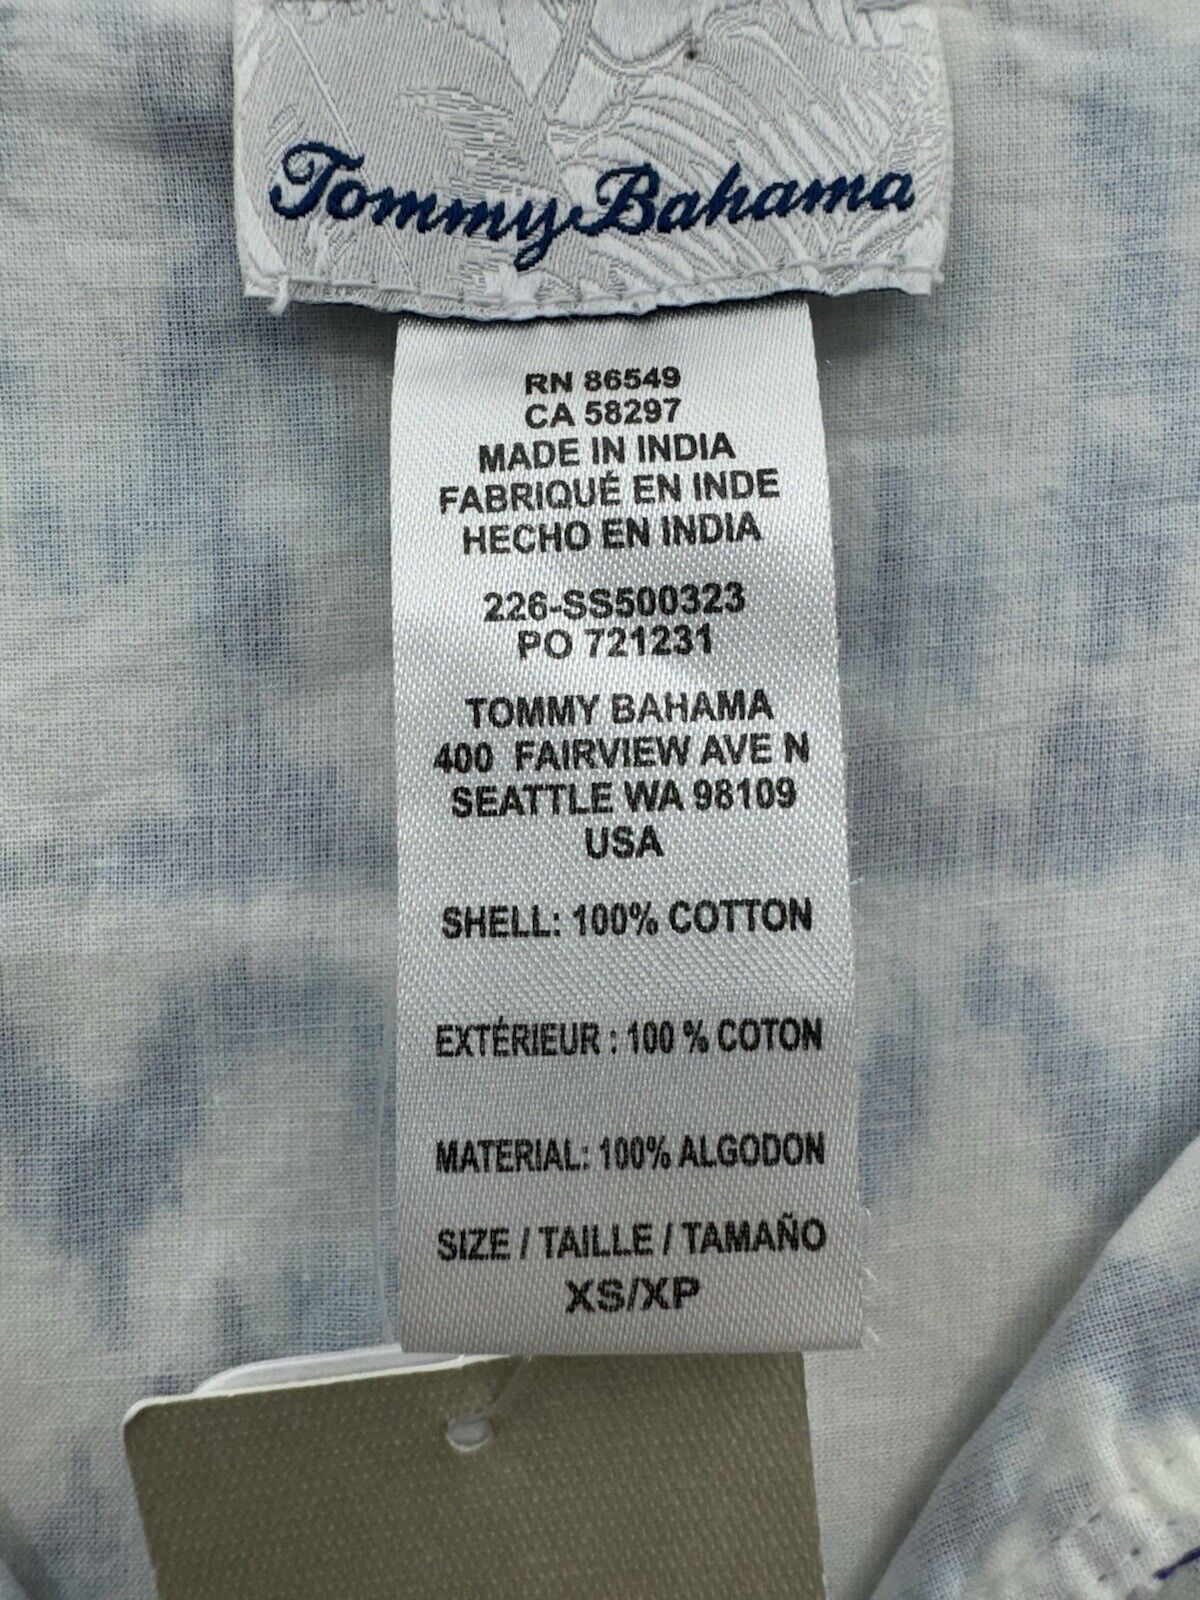 Tommy Bahama
RN 86549
CA 58297
MADE IN INDIA
FABRIQUÉ EN INDE
HECHO EN INDIA
226-SS500323
PO 721231
TOMMY BAHAMA
400 FAIRVIEW AVE N
SEATTLE WA 98109
USA
SHELL: 100% COTTON
EXTÉRIEUR : 100 % COTON
MATERIAL: 100% ALGODON
SIZE / TAILLE / TAMAÑO
XS/XP